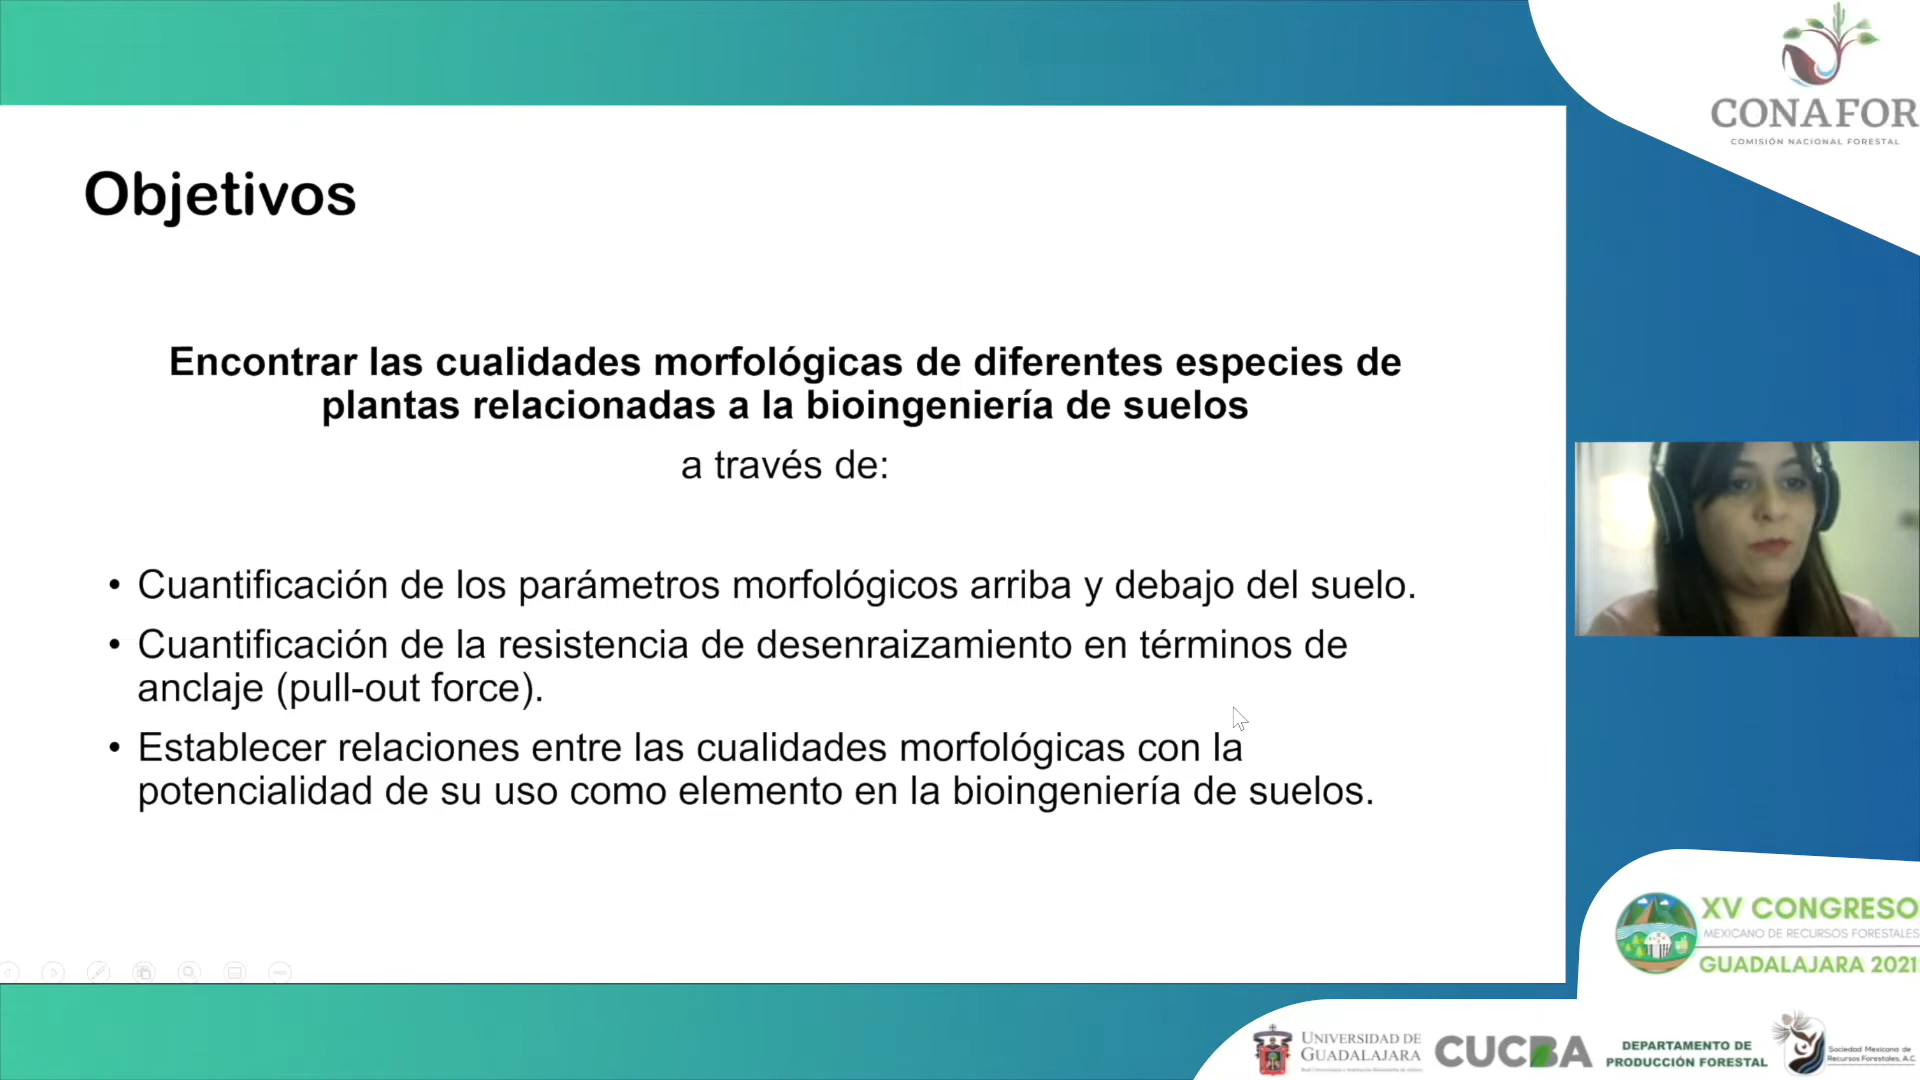 CONAFOR
COMISIÓN NACIONAL FORESTAL
Objetivos
Encontrar las cualidades morfológicas de diferentes especies de
plantas relacionadas a la bioingeniería de suelos
a través de:
• Cuantificación de los parámetros morfológicos arriba y debajo del suelo.
• Cuantificación de la resistencia de desenraizamiento en términos de
anclaje (pull-out force).
• Establecer relaciones entre las cualidades morfológicas con la
potencialidad de su uso como elemento en la bioingeniería de suelos.
XV CONGRESO
MEXICANO DE RECURSOS FORESTALES
GUADALAJARA 2021
UNIVERSIDAD DE
GUADALAJARA
CUCBA
DEPARTAMENTO DE
PRODUCCIÓN FORESTAL
Sociedad Mexicana de
Recursos Forestales, A.C.